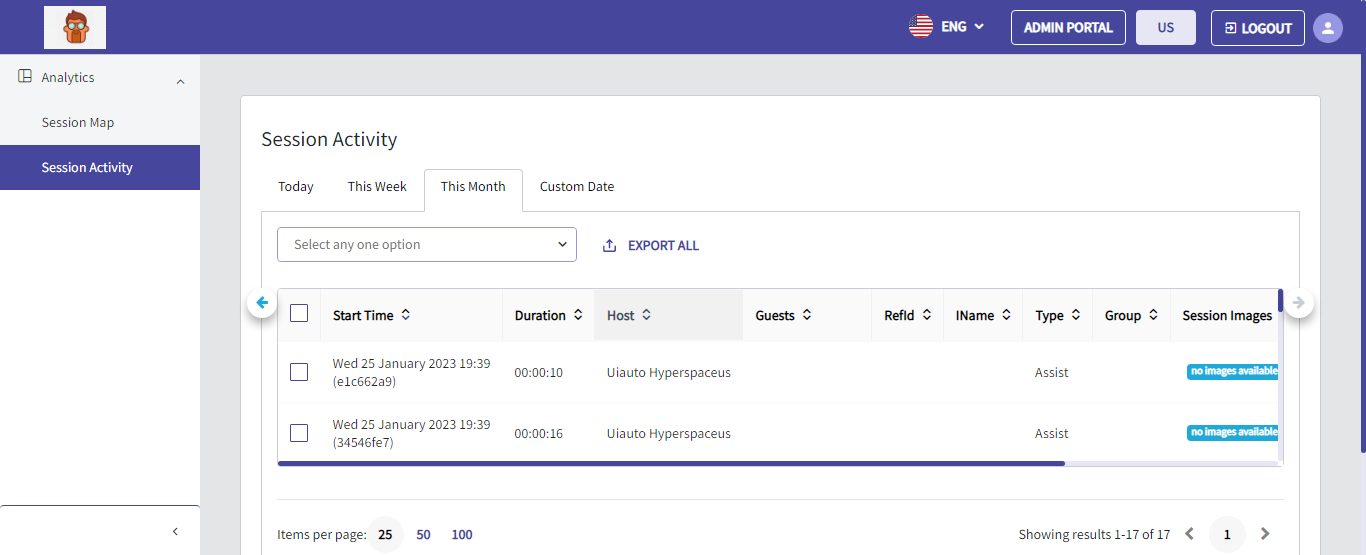 ENG
ADMIN PORTAL
US
LOGOUT
Analytics
Session Map
Session Activity
Session Activity
Today This Week This Month Custom Date
Select any one option
EXPORT ALL
Start Time Duration Host Guests RefId IName Type Group Session Images
Wed 25 January 2023 19:39
(e1c662a9)
00:00:10 Uiauto Hyperspaceus Assist no images available
Wed 25 January 2023 19:39
(34546fe7)
00:00:16 Uiauto Hyperspaceus Assist no images available
Items per page: 25 50 100
Showing results 1-17 of 17 1